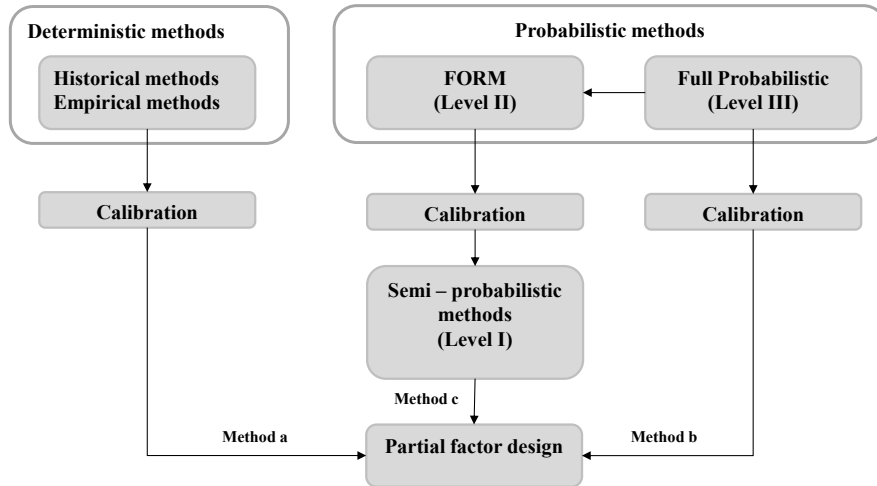 Deterministic methods
Probabilistic methods
Historical methods
Empirical methods
FORM
(Level II)
Full Probabilistic
(Level III)
Calibration
Calibration
Calibration
Semi – probabilistic
methods
(Level I)
Method c
Method a
Method b
Partial factor design